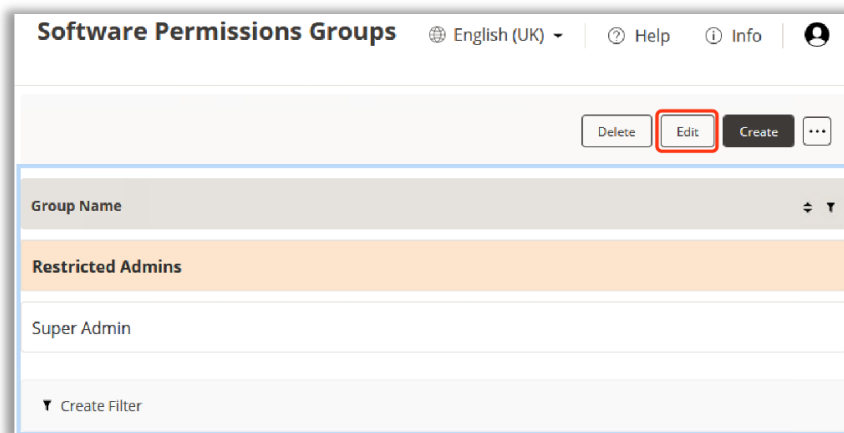 Software Permissions Groups English (UK) Help Info
Delete Edit Create
Group Name
Restricted Admins
Super Admin
Create Filter